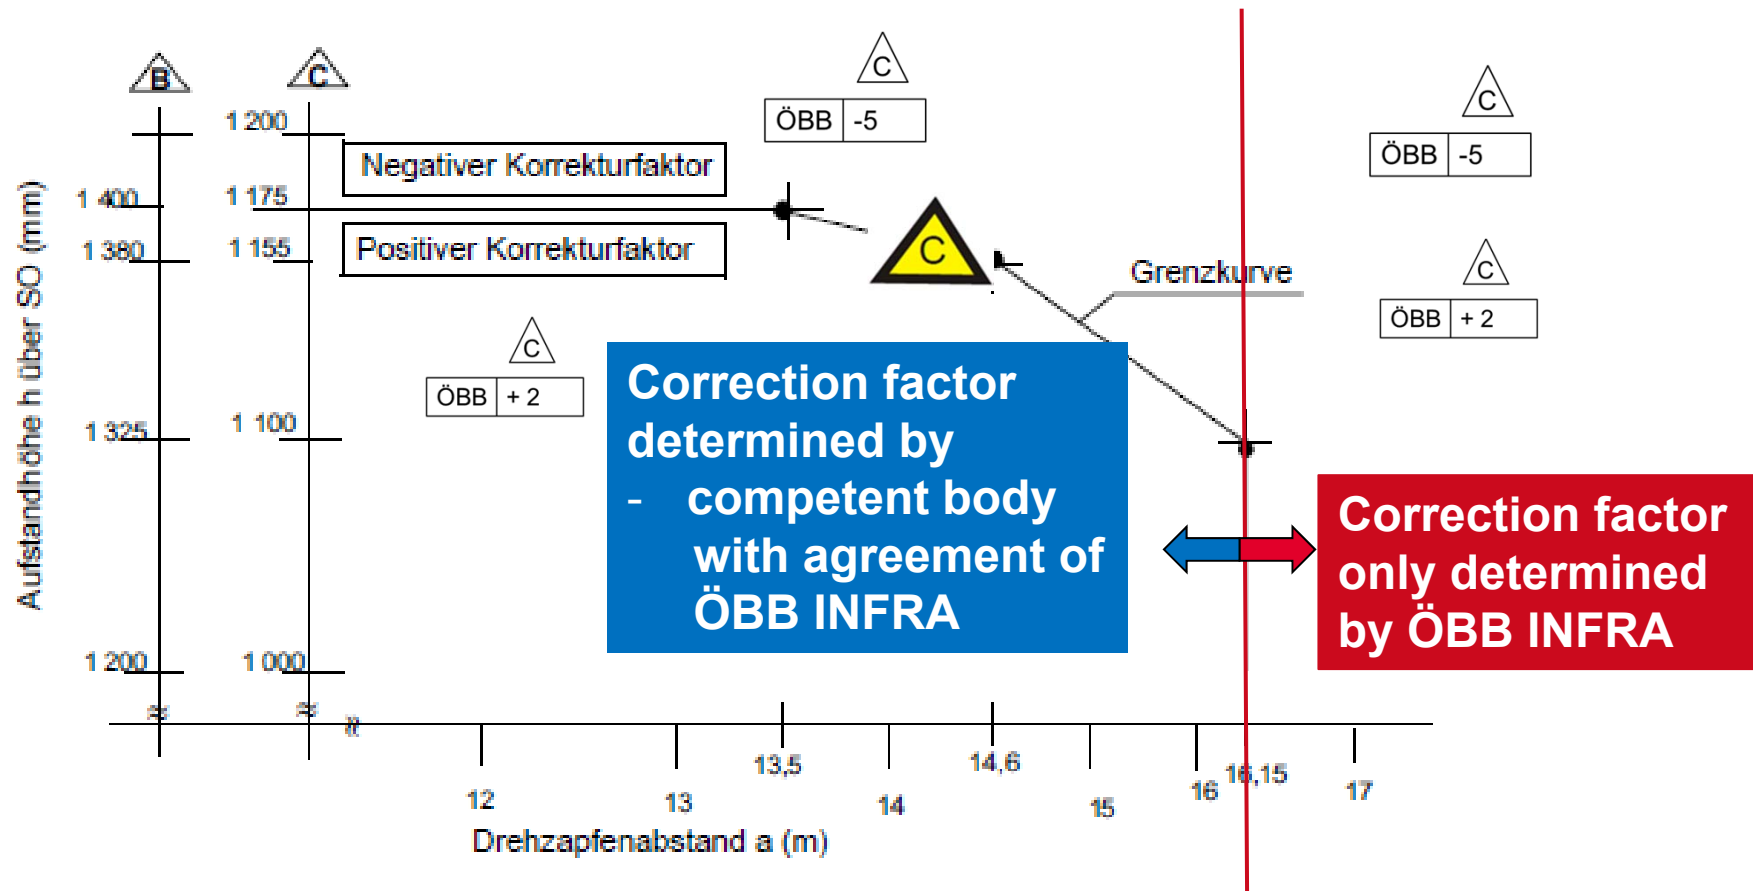 B
C
C
C
1 200
ÖBB -5
ÖBB -5
Negativer Korrekturfaktor
1 400
1 175
Positiver Korrekturfaktor
1 380
1 155
C
Grenzkurve
C
ÖBB + 2
C
ÖBB + 2
1 325
1 100
Correction factor
determined by
- competent body
with agreement of
ÖBB INFRA
Correction factor
only determined
by ÖBB INFRA
1 200
1 000
Aufstandhöhe h über SO (mm)
12
13
13,5
14
14,6
15
16
16,15
17
Drehzapfenabstand a (m)